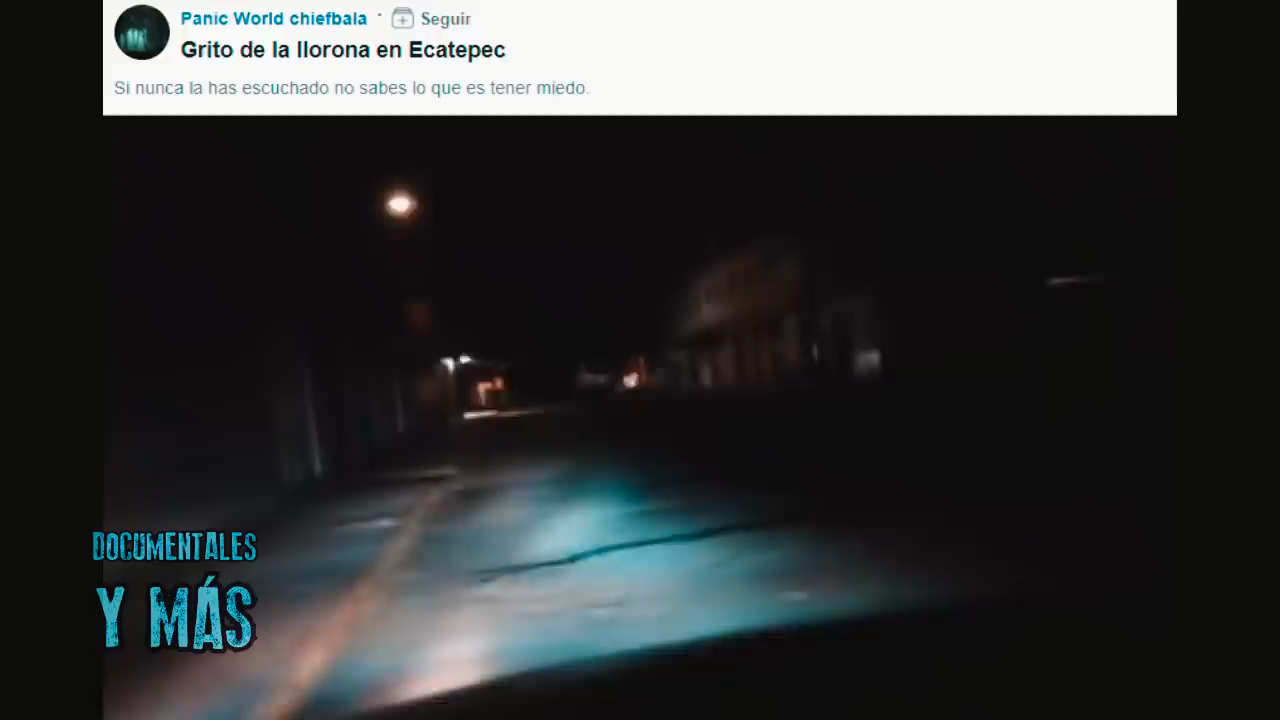 Panic World chiefbala · Seguir
Grito de la llorona en Ecatepec
Si nunca la has escuchado no sabes lo que es tener miedo.
DOCUMENTALES
Y MÁS